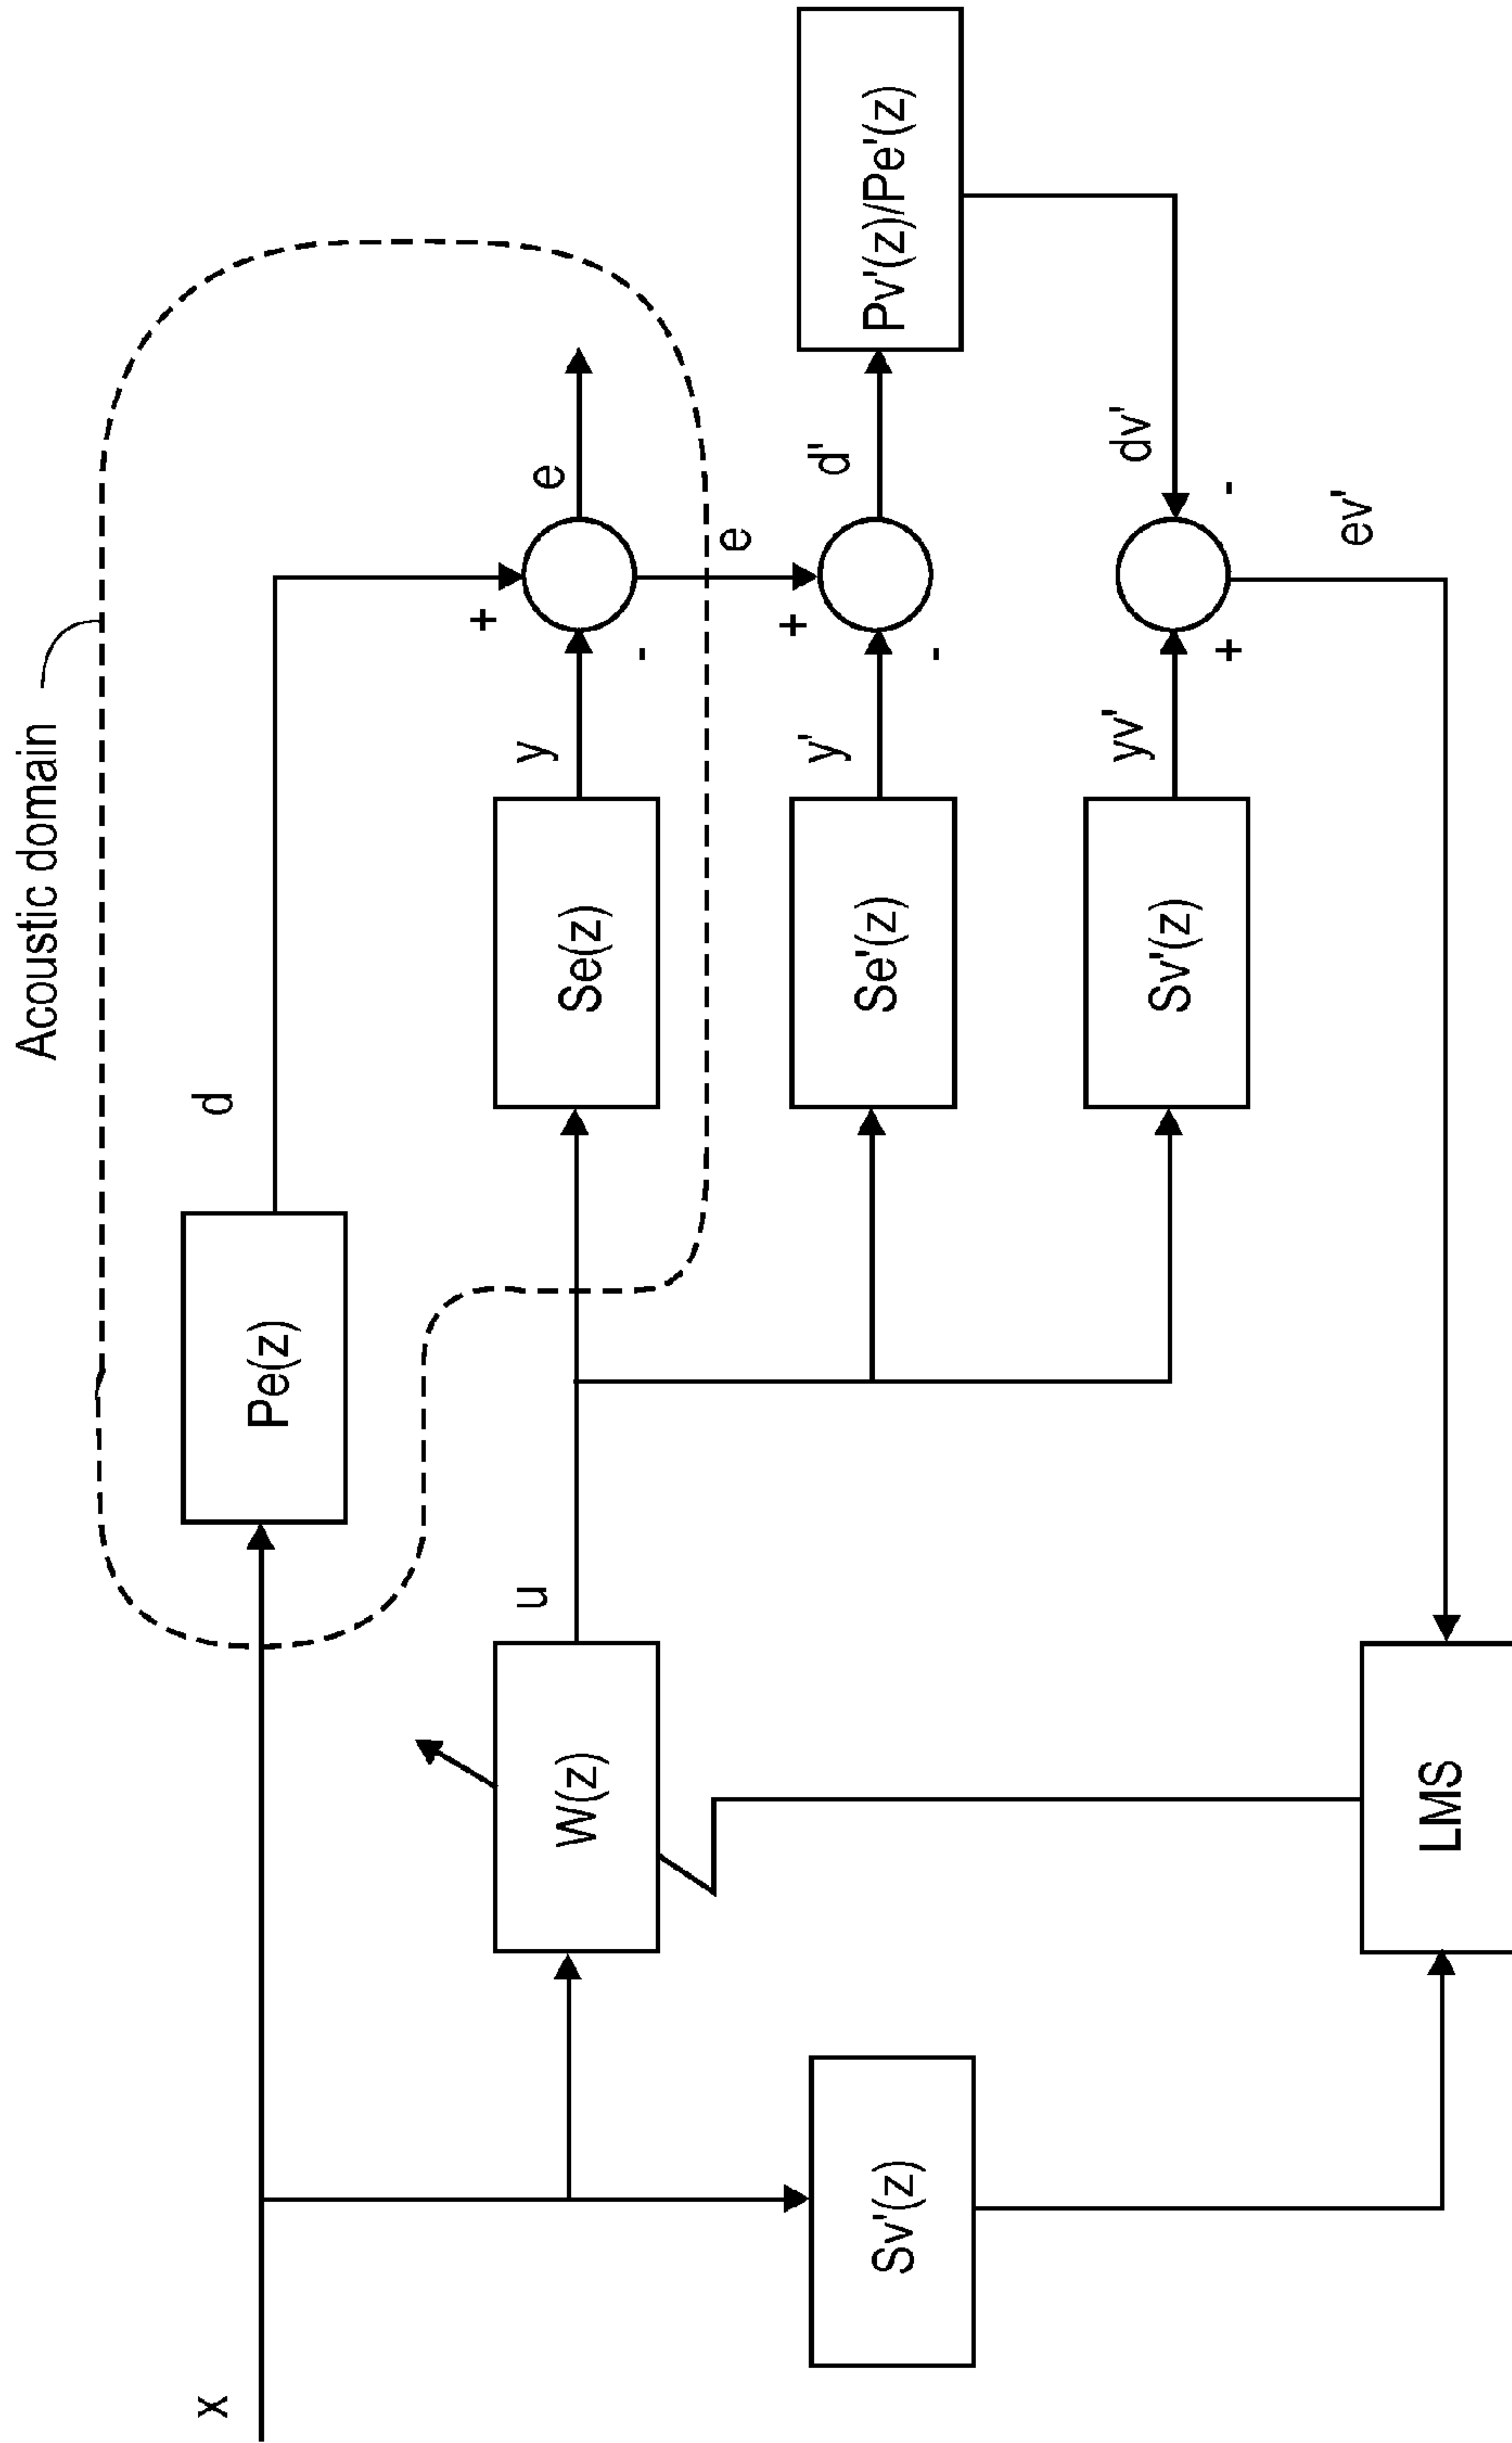 Acoustic domain
x
Pe(z)
d
+
e
-
W(z)
u
Se(z)
y
e
+
-
Sv'(z)
Se'(z)
y'
d'
Pv'(z)/Pe'(z)
Sv'(z)
yv'
dv'
-
+
ev'
LMS